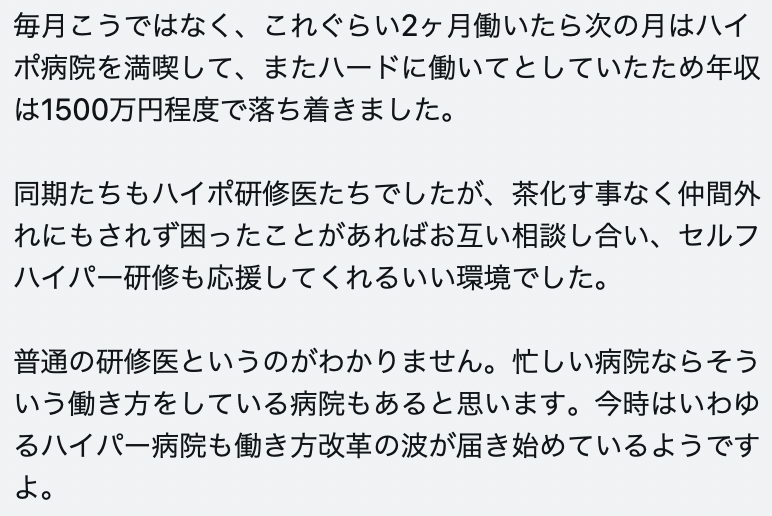 毎月こうではなく、これぐらい2ヶ月働いたら次の月はハイ
ポ病院を満喫して、またハードに働いてとしていたため年収
は1500万円程度で落ち着きました。
同期たちもハイポ研修医たちでしたが、茶化す事なく仲間外
れにもされず困ったことがあればお互い相談し合い、セルフ
ハイパー研修も応援してくれるいい環境でした。
普通の研修医というのがわかりません。忙しい病院ならそう
いう働き方をしている病院もあると思います。今時はいわゆ
るハイパー病院も働き方改革の波が届き始めているようです
よ。